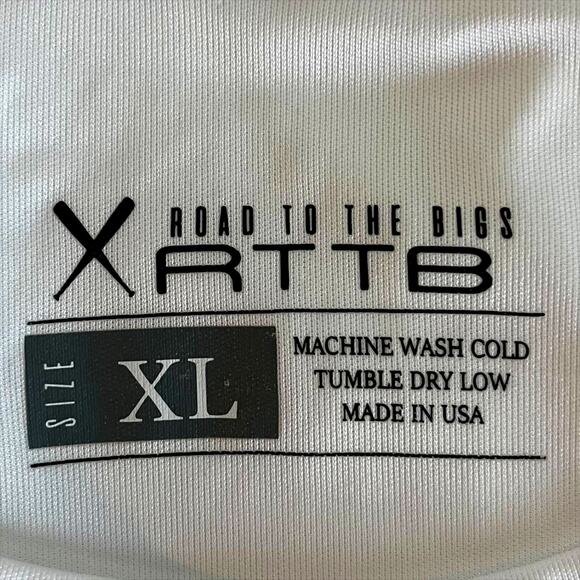 ROAD TO THE BIGS
RTTB
SIZE
XL
MACHINE WASH COLD
TUMBLE DRY LOW
MADE IN USA